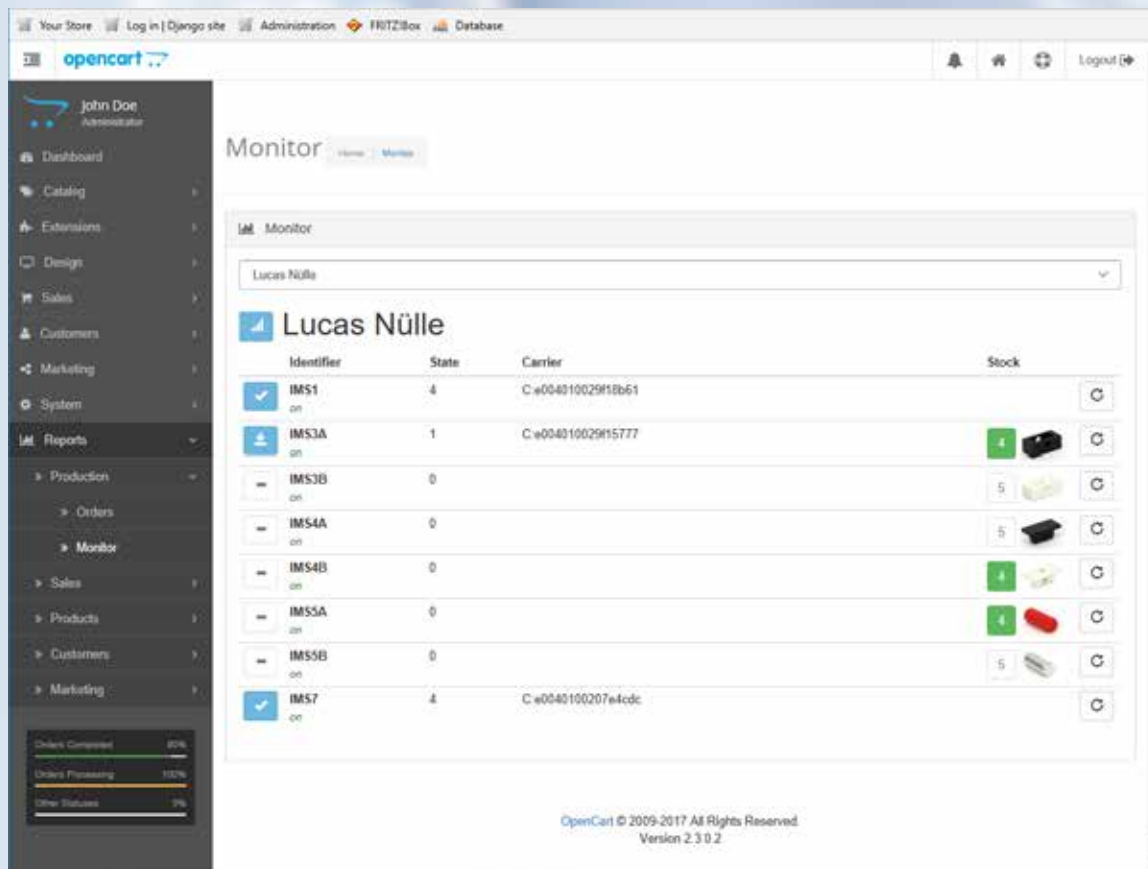 Your Store Log in | Django site Administration FRITZ!Box Database
opencart Logout
John Doe
Administrator
Dashboard
Catalog
Extensions
Design
Sales
Customers
Marketing
System
Reports
» Production
» Orders
» Monitor
» Sales
» Products
» Customers
» Marketing
Orders Completed 80%
Orders Processing 100%
Other Statuses 0%
Monitor Home Monitor
Monitor
Lucas Nülle
Lucas Nülle
Identifier State Carrier Stock
IMS1 4 C:e004010029f18b61
on
IMS3A 1 C:e004010029f15777 4
on
IMS3B 0 5
on
IMS4A 0 5
on
IMS4B 0 4
on
IMS5A 0 4
on
IMS5B 0 5
on
IMS7 4 C:e0040100207e4cdc
on
OpenCart © 2009-2017 All Rights Reserved.
Version 2.3.0.2